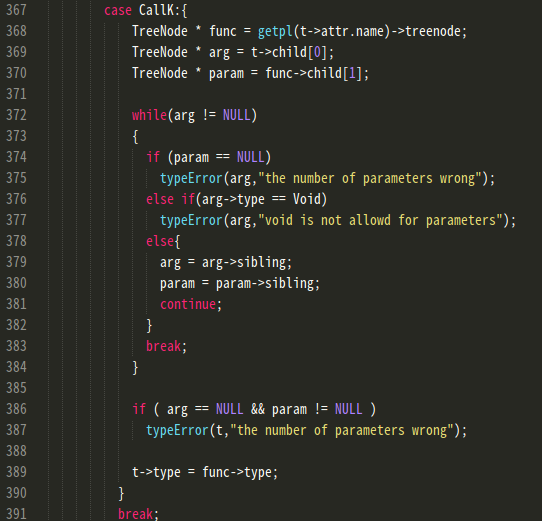 367 case CallK:{
368 TreeNode * func = getpl(t->attr.name)->treenode;
369 TreeNode * arg = t->child[0];
370 TreeNode * param = func->child[1];
371
372 while(arg != NULL)
373 {
374 if (param == NULL)
375 typeError(arg,"the number of parameters wrong");
376 else if(arg->type == Void)
377 typeError(arg,"void is not allowd for parameters");
378 else{
379 arg = arg->sibling;
380 param = param->sibling;
381 continue;
382 }
383 break;
384 }
385
386 if ( arg == NULL && param != NULL )
387 typeError(t,"the number of parameters wrong");
388
389 t->type = func->type;
390 }
391 break;